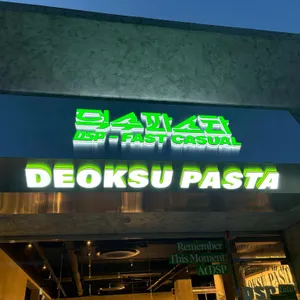 덕수파스타
DSP - FAST CASUAL
DEOKSU PASTA
Remember
This Moment
At DSP